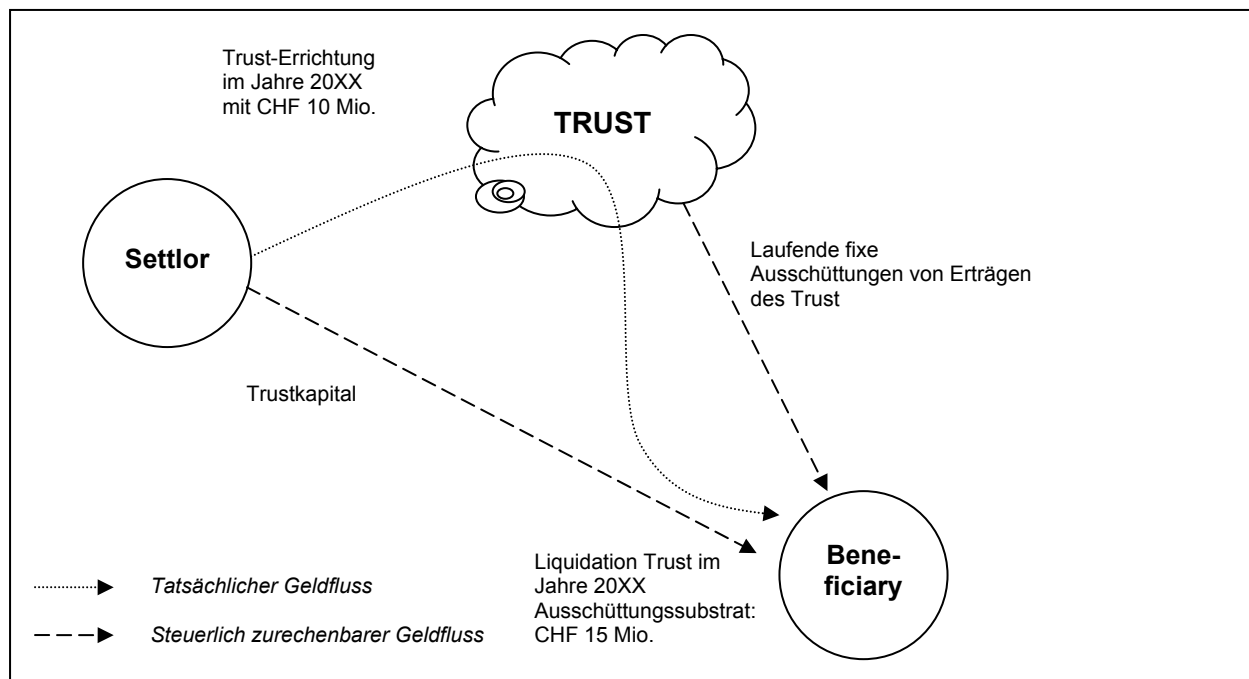 Trust-Errichtung
im Jahre 20XX
mit CHF 10 Mio.
TRUST
Settlor
Laufende fixe
Ausschüttungen von Erträgen
des Trust
Trustkapital
Liquidation Trust im
Jahre 20XX
Ausschüttungssubstrat:
CHF 15 Mio.
Bene-
ficiary
Tatsächlicher Geldfluss
Steuerlich zurechenbarer Geldfluss